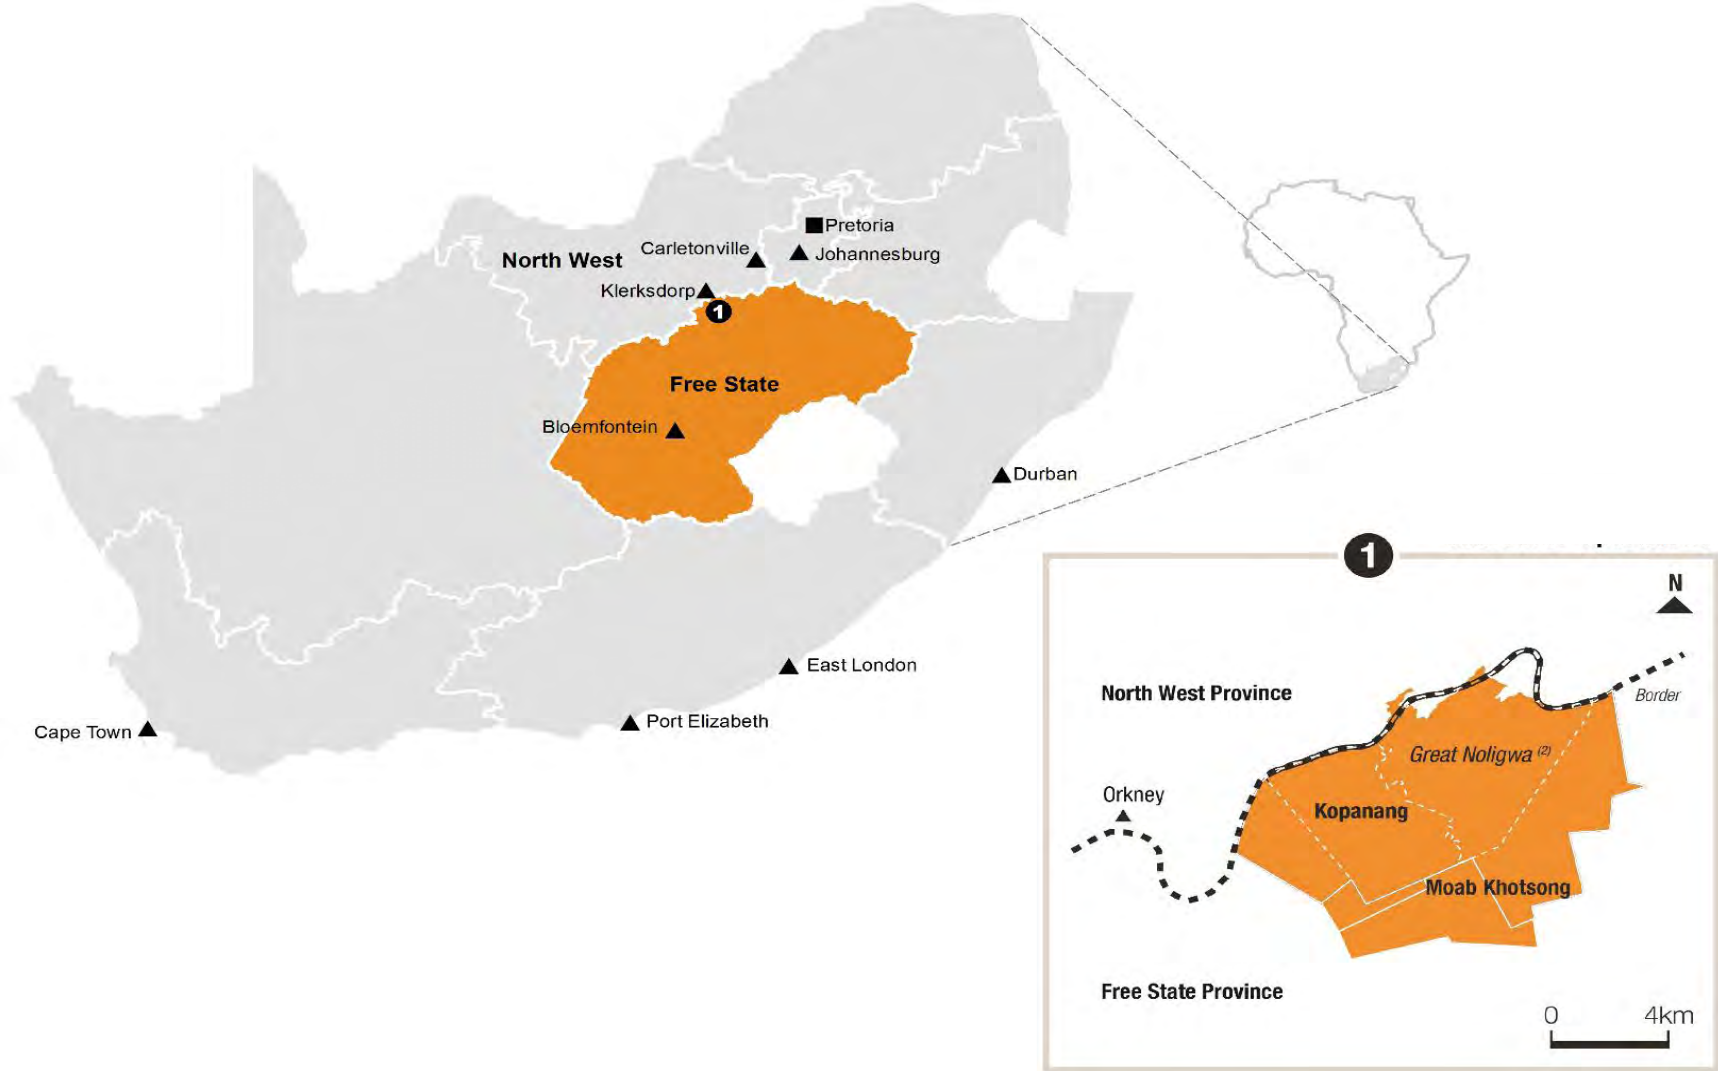 Pretoria
Carletonville
Johannesburg
North West
Klerksdorp
1
Free State
Bloemfontein
Durban
East London
Port Elizabeth
Cape Town
1
N
North West Province
Border
Great Noligwa (2)
Orkney
Kopanang
Moab Khotsong
Free State Province
0 4km